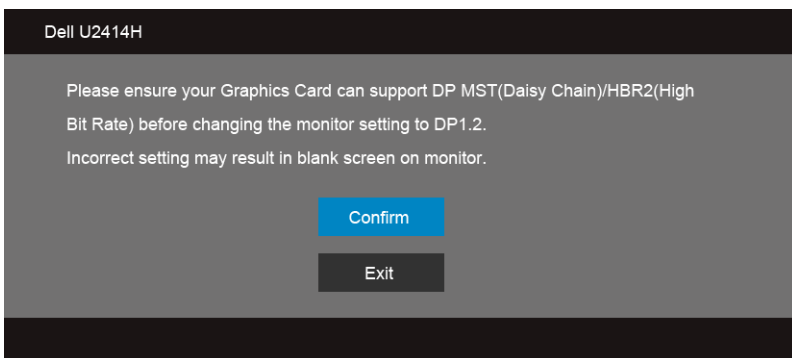 Dell U2414H
Please ensure your Graphics Card can support DP MST(Daisy Chain)/HBR2(High
Bit Rate) before changing the monitor setting to DP1.2.
Incorrect setting may result in blank screen on monitor.
Confirm
Exit